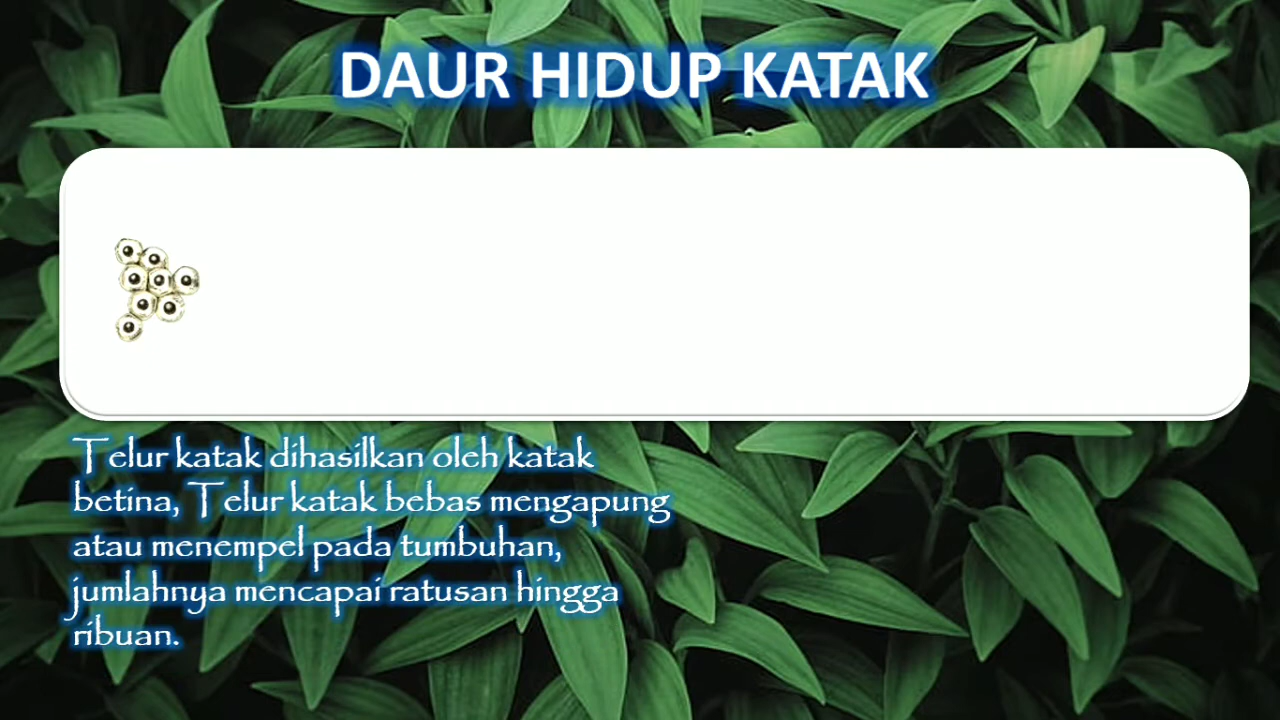 DAUR HIDUP KATAK
Telur katak dihasilkan oleh katak
betina, Telur katak bebas mengapung
atau menempel pada tumbuhan,
jumlahnya mencapai ratusan hingga
ribuan.